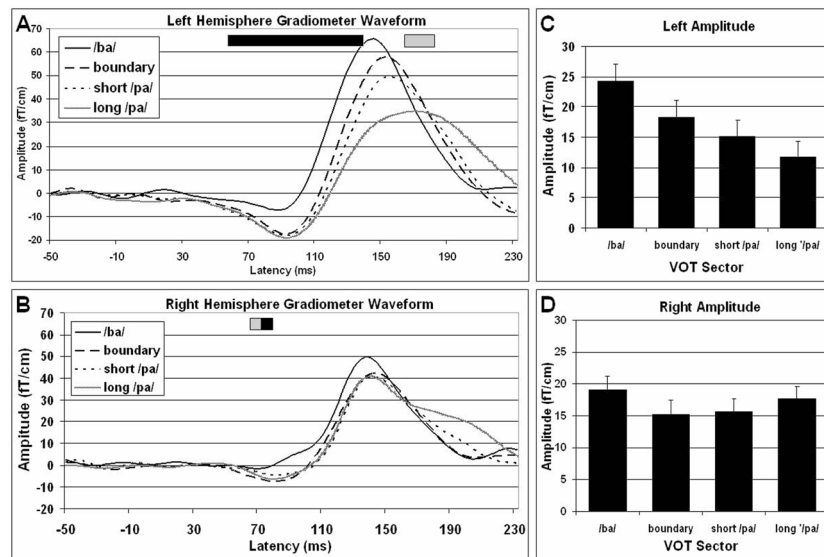 A
Left Hemisphere Gradiometer Waveform
Amplitude (fT/cm)
70
60
50
40
30
20
10
0
-10
-20
/ba/
boundary
short /pa/
long /pa/
-50 -10 30 70 110 150 190 230
Latency (ms)
B
Right Hemisphere Gradiometer Waveform
Ampitude (fT/cm)
70
60
50
40
30
20
10
0
-10
-20
/ba/
boundary
short /pa/
long /pa/
-50 -10 30 70 110 150 190 230
Latency (ms)
C
Left Amplitude
Amplitude (fT/cm)
30
25
20
15
10
5
0
/ba/ boundary short /pa/ long '/pa/
VOT Sector
D
Right Amplitude
Amplitude (fT/cm)
30
25
20
15
10
5
0
/ba/ boundary short /pa/ long '/pa/
VOT Sector